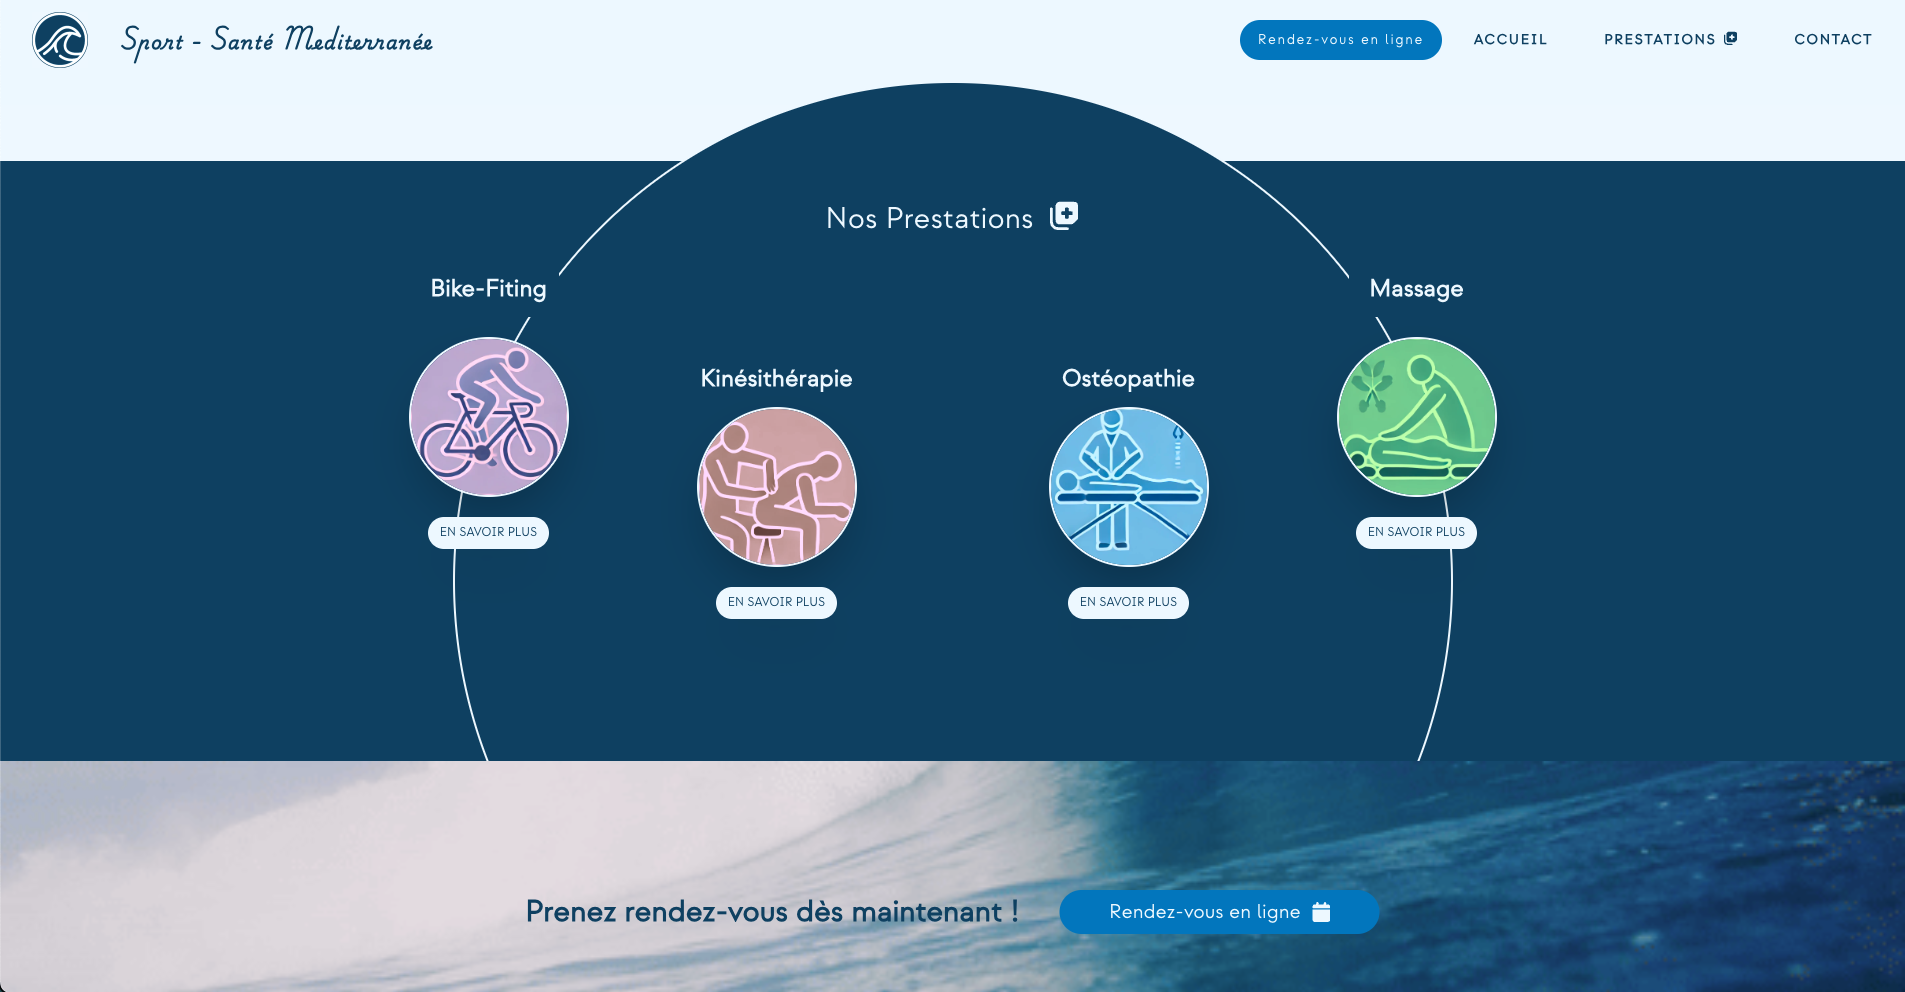 Sport - Santé Mediterranée
Rendez-vous en ligne
ACCUEIL
PRESTATIONS
CONTACT
Nos Prestations
Bike-Fiting
Massage
Kinésithérapie
Ostéopathie
EN SAVOIR PLUS
EN SAVOIR PLUS
EN SAVOIR PLUS
EN SAVOIR PLUS
Prenez rendez-vous dès maintenant !
Rendez-vous en ligne